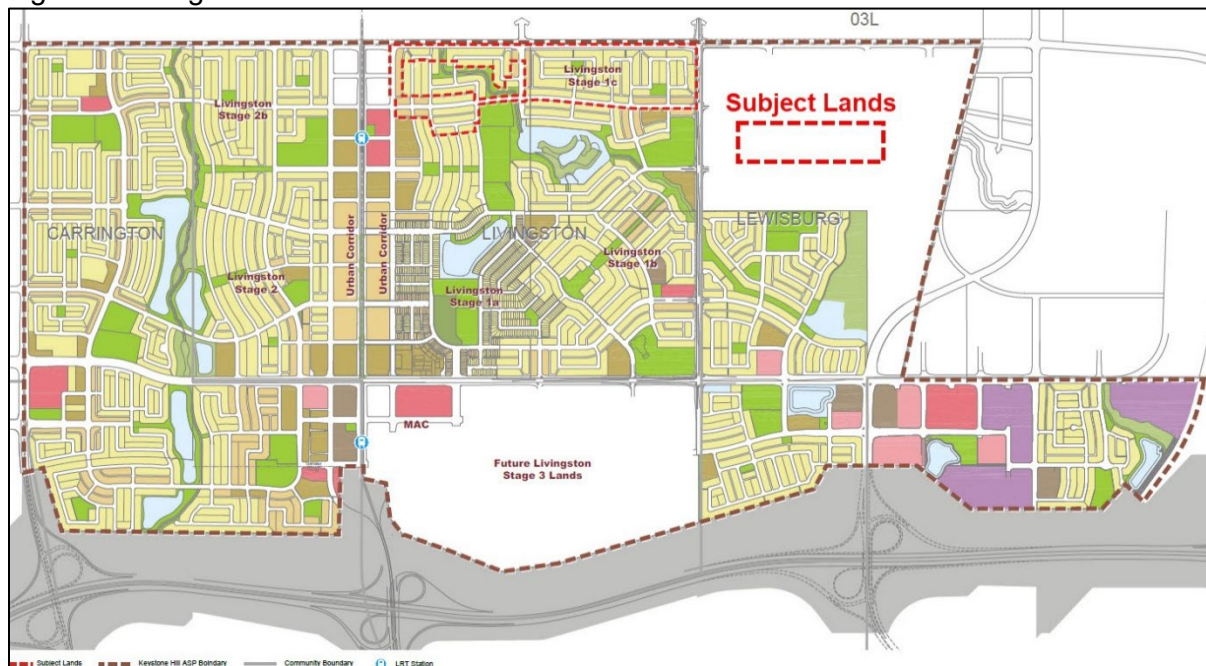 03L
Livingston
Stage 1c
Livingston
Stage 2b
Subject Lands
CARRINGTON
Urban Corridor
Urban Corridor
LIVINGSTON
LEWISBURG
Livingston
Stage 1b
Livingston
Stage 2
Livingston
Stage 1a
MAC
Future Livingston
Stage 3 Lands
Subject Lands
Keystone Hill ASP Boundary
Community Boundary
LRT Station